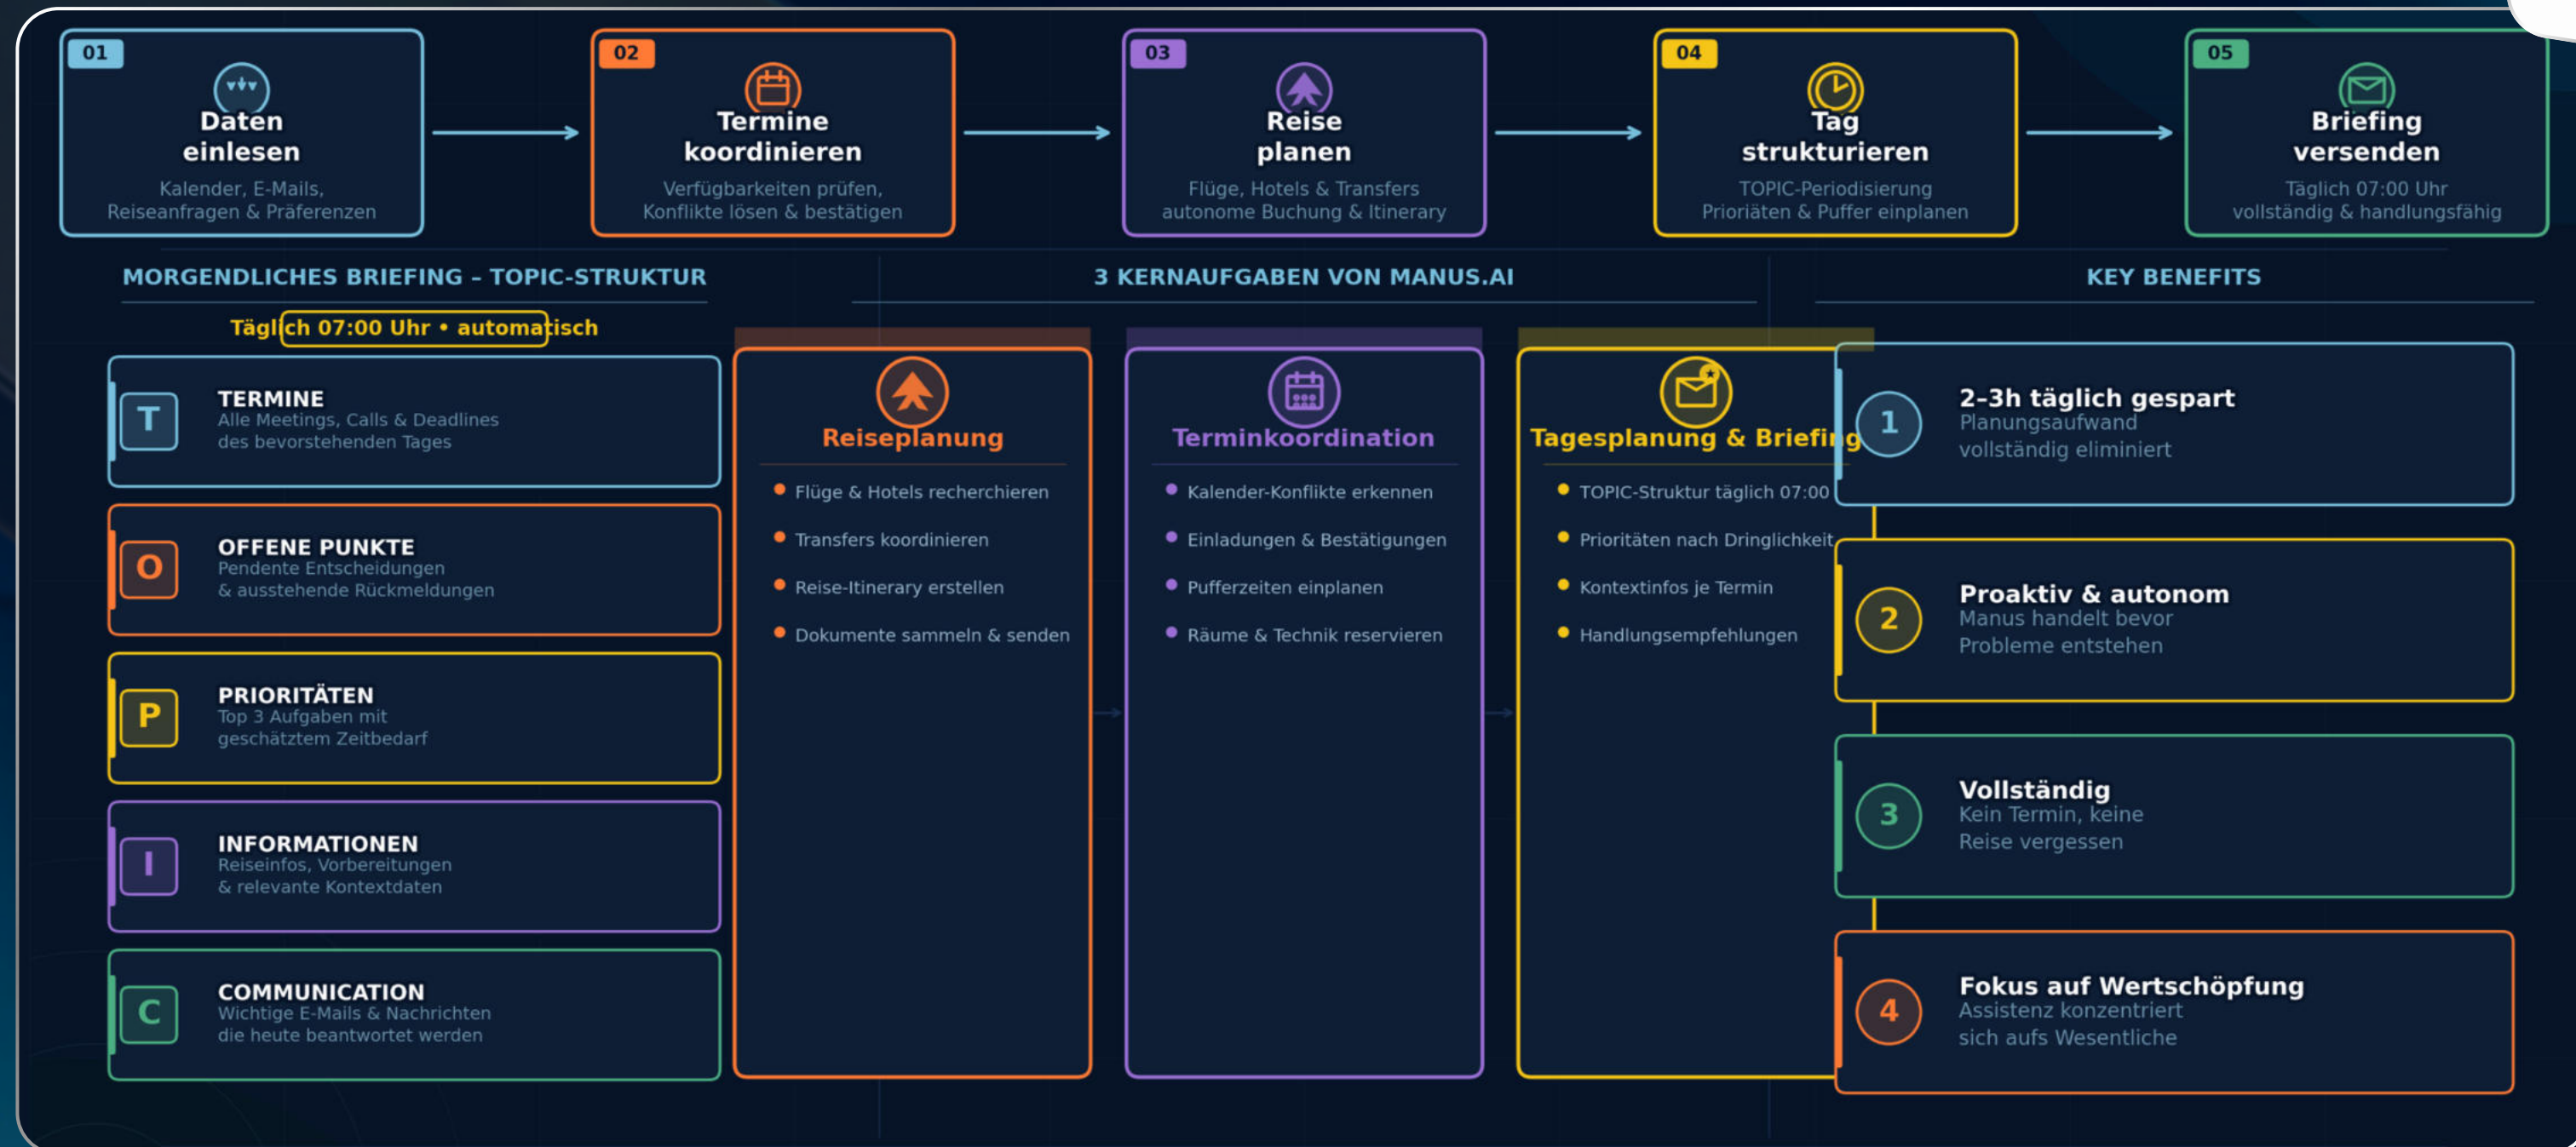 01
Daten
einlesen
Kalender, E-Mails,
Reiseanfragen & Präferenzen
02
Termine
koordinieren
Verfügbarkeiten prüfen,
Konflikte lösen & bestätigen
03
Reise
planen
Flüge, Hotels & Transfers
autonome Buchung & Itinerary
04
Tag
strukturieren
TOPIC-Periodisierung
Prioriäten & Puffer einplanen
05
Briefing
versenden
Täglich 07:00 Uhr
vollständig & handlungsfähig
MORGENDLICHES BRIEFING – TOPIC-STRUKTUR
Täglich 07:00 Uhr • automatisch
T
TERMINE
Alle Meetings, Calls & Deadlines
des bevorstehenden Tages
O
OFFENE PUNKTE
Pendente Entscheidungen
& ausstehende Rückmeldungen
P
PRIORITÄTEN
Top 3 Aufgaben mit
geschätztem Zeitbedarf
I
INFORMATIONEN
Reiseinfos, Vorbereitungen
& relevante Kontextdaten
C
COMMUNICATION
Wichtige E-Mails & Nachrichten
die heute beantwortet werden
3 KERNAUFGABEN VON MANUS.AI
Reiseplanung
Flüge & Hotels recherchieren
Transfers koordinieren
Reise-Itinerary erstellen
Dokumente sammeln & senden
Terminkoordination
Kalender-Konflikte erkennen
Einladungen & Bestätigungen
Pufferzeiten einplanen
Räume & Technik reservieren
Tagesplanung & Briefing
TOPIC-Struktur täglich 07:00
Prioritäten nach Dringlichkeit
Kontextinfos je Termin
Handlungsempfehlungen
KEY BENEFITS
1
2–3h täglich gespart
Planungsaufwand
vollständig eliminiert
2
Proaktiv & autonom
Manus handelt bevor
Probleme entstehen
3
Vollständig
Kein Termin, keine
Reise vergessen
4
Fokus auf Wertschöpfung
Assistenz konzentriert
sich aufs Wesentliche